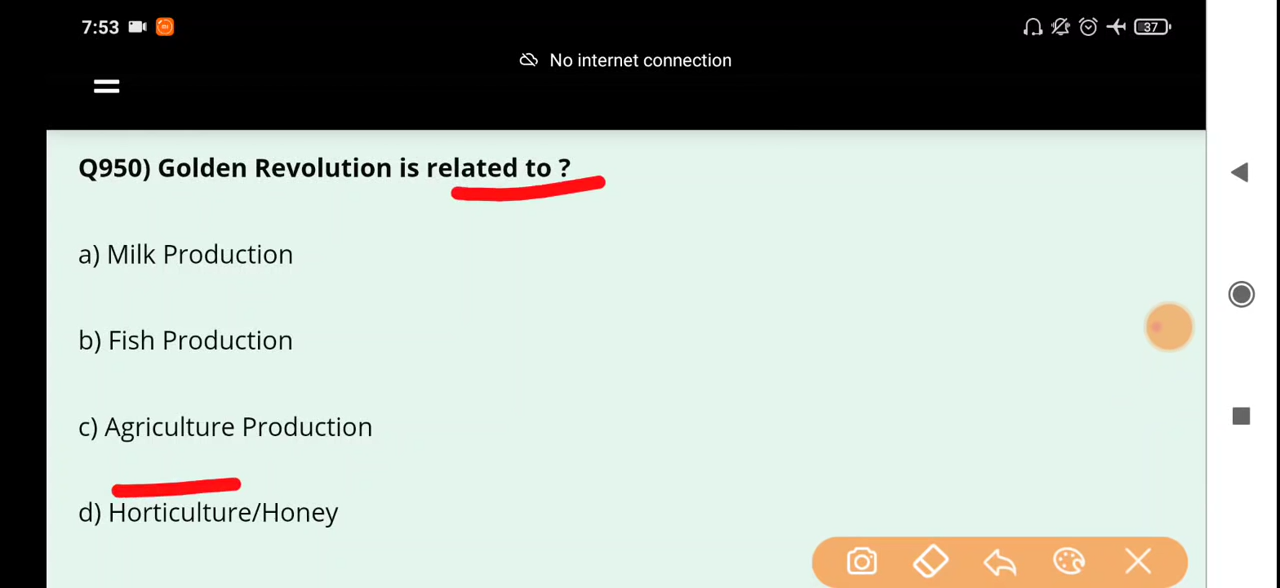 7:53
37
No internet connection
Q950) Golden Revolution is related to ?
a) Milk Production
b) Fish Production
c) Agriculture Production
d) Horticulture/Honey